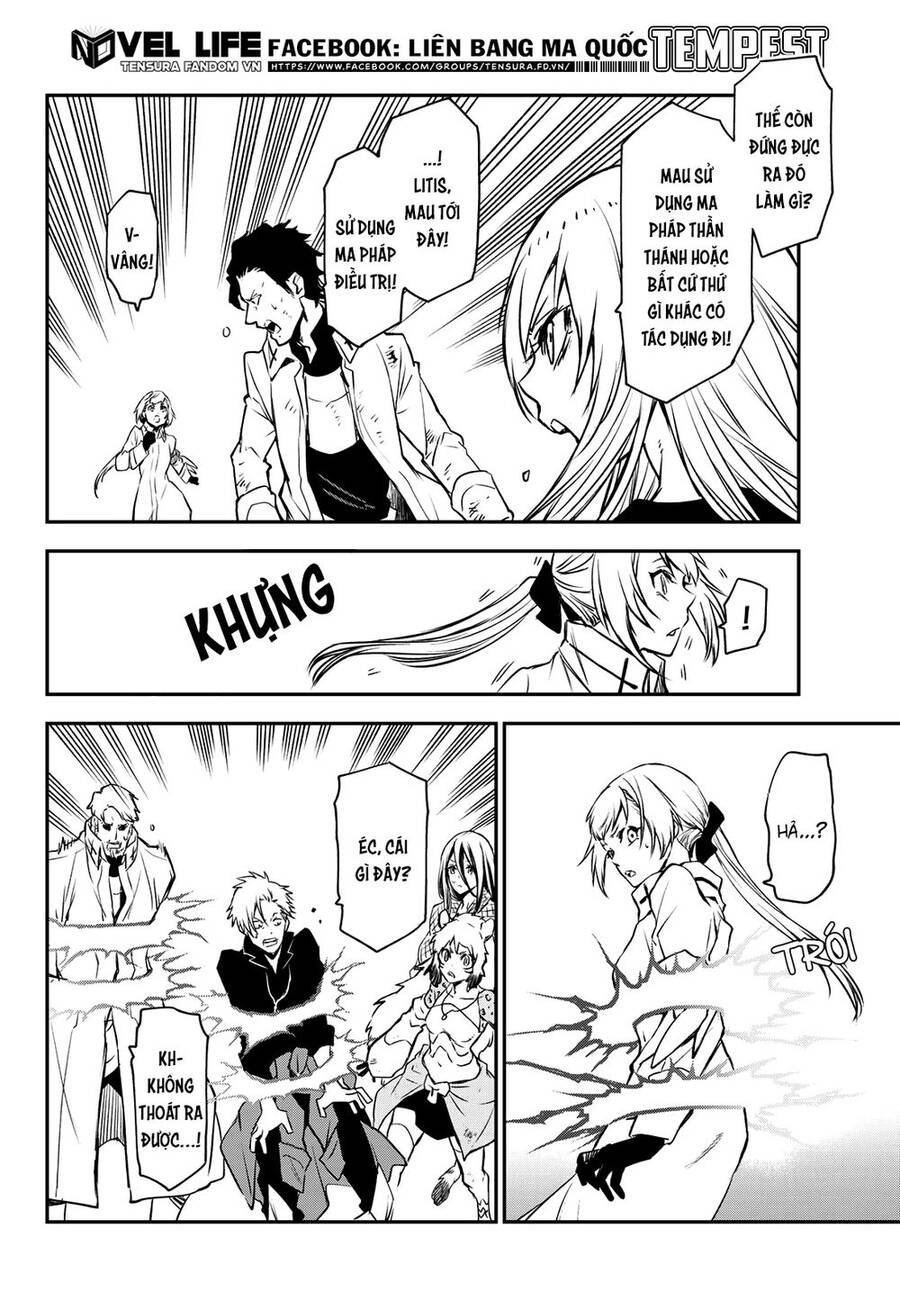 NOVEL LIFE
TENSURA FANDOM VN
FACEBOOK: LIÊN BANG MA QUỐC
HTTPS://WWW.FACEBOOK.COM/GROUPS/TENSURA.FD.VN/
TEMPEST
THẾ CÒN
ĐỨNG ĐỰC
RA ĐÓ
LÀM GÌ?
MAU SỬ
DỤNG MA
PHÁP THẦN
THÁNH HOẶC
BẤT CỨ THỨ
GÌ KHÁC CÓ
TÁC DỤNG ĐI!
...!
LITIS,
MAU TỚI
ĐÂY!
SỬ DỤNG
MA PHÁP
ĐIỀU TRỊ!
V-
VÂNG!
!
KHỰNG
HẢ...?
TRÓI
ÉC, CÁI
GÌ ĐÂY?
KH-
KHÔNG
THOÁT RA
ĐƯỢC...!